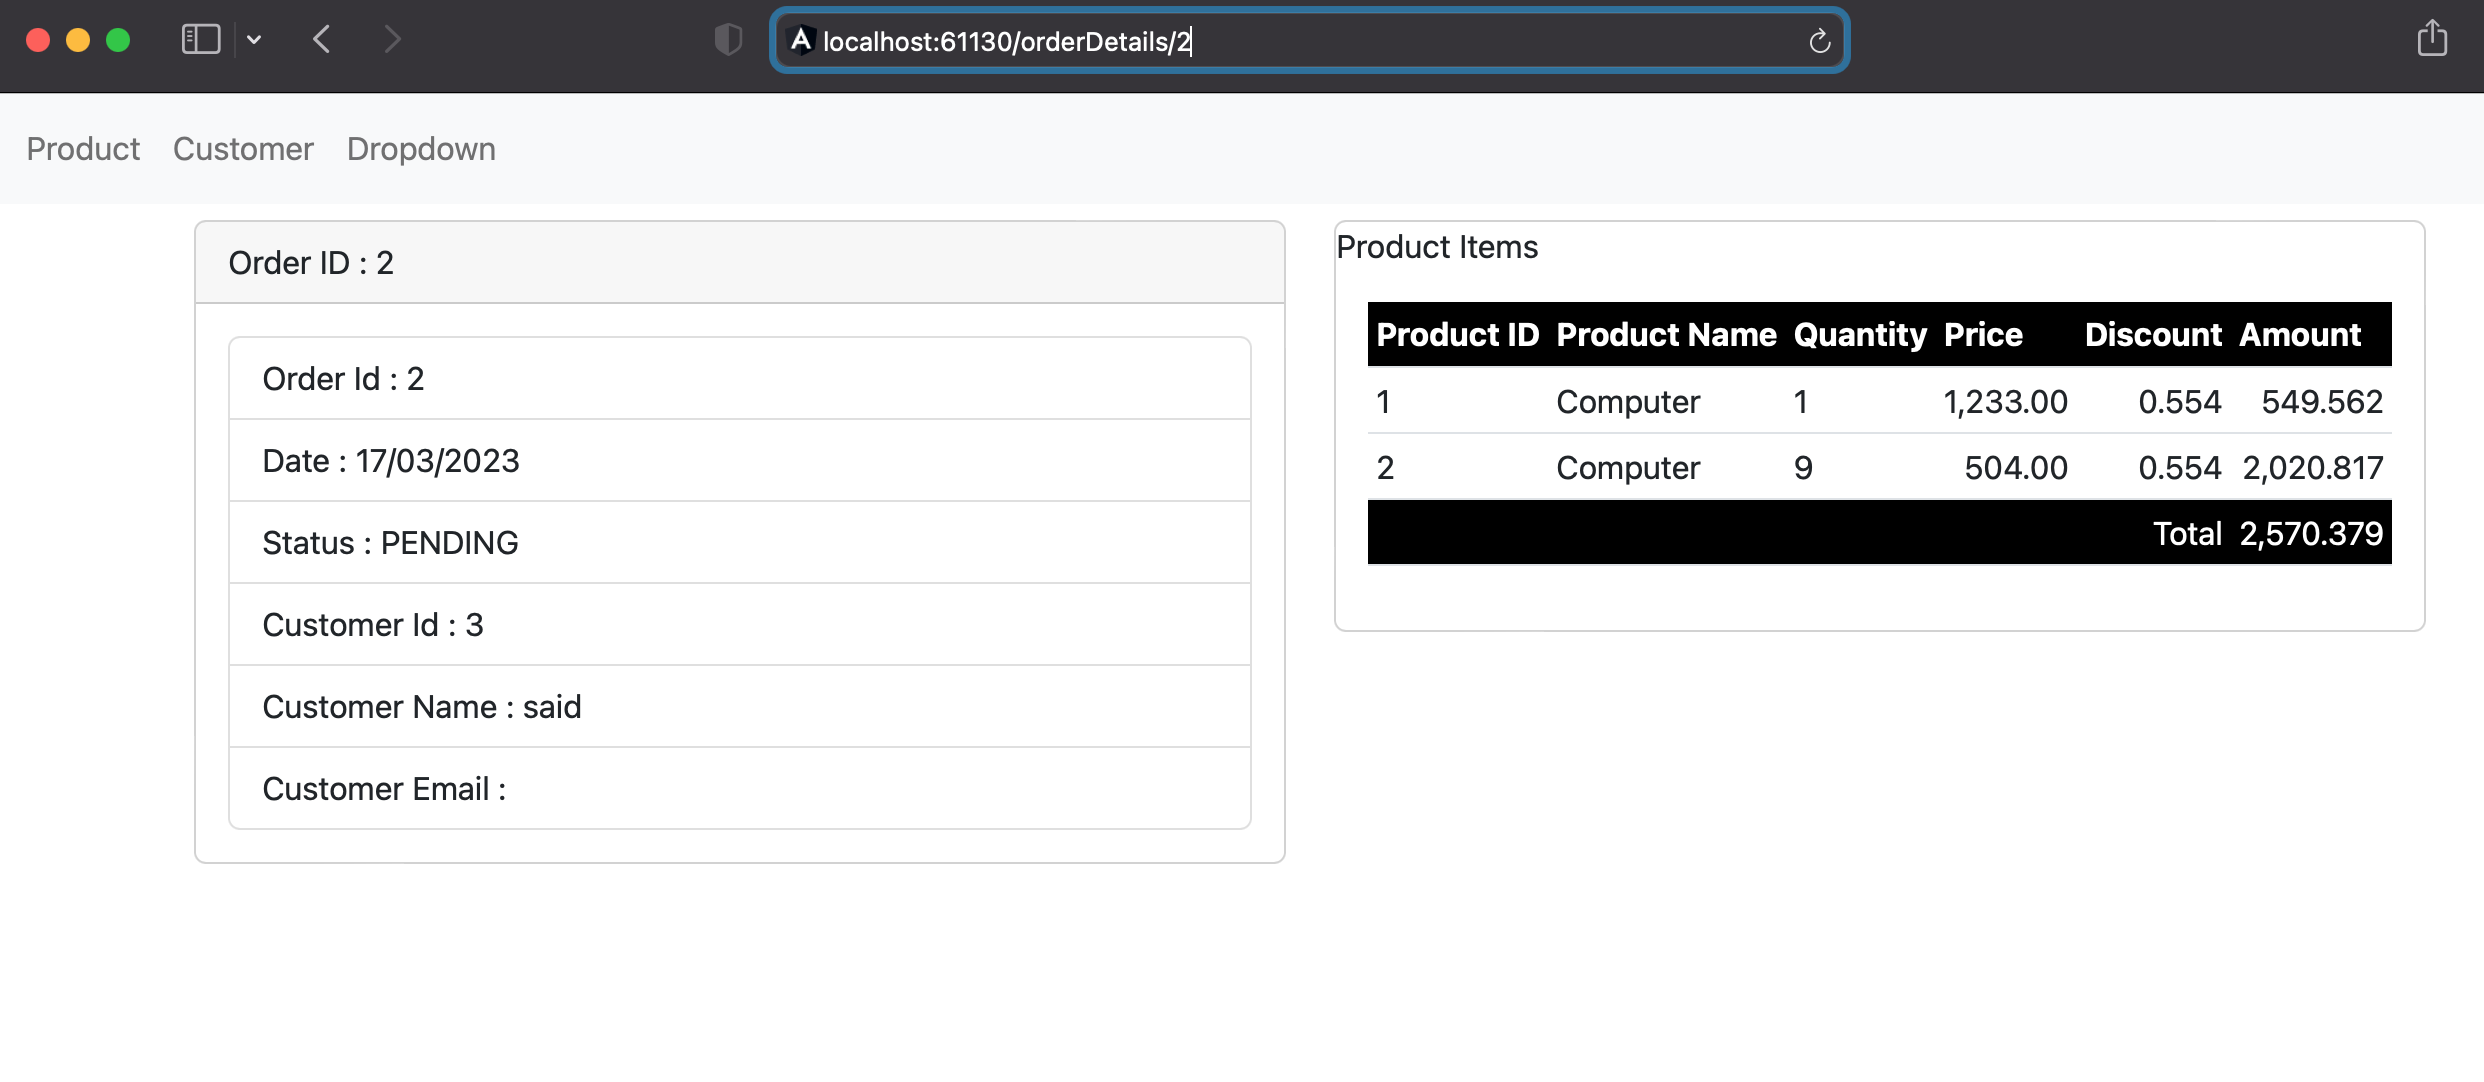 localhost:61130/orderDetails/2
Product Customer Dropdown
Order ID : 2
Order Id : 2
Date : 17/03/2023
Status : PENDING
Customer Id : 3
Customer Name : said
Customer Email :
Product Items
Product ID Product Name Quantity Price Discount Amount
1 Computer 1 1,233.00 0.554 549.562
2 Computer 9 504.00 0.554 2,020.817
Total 2,570.379